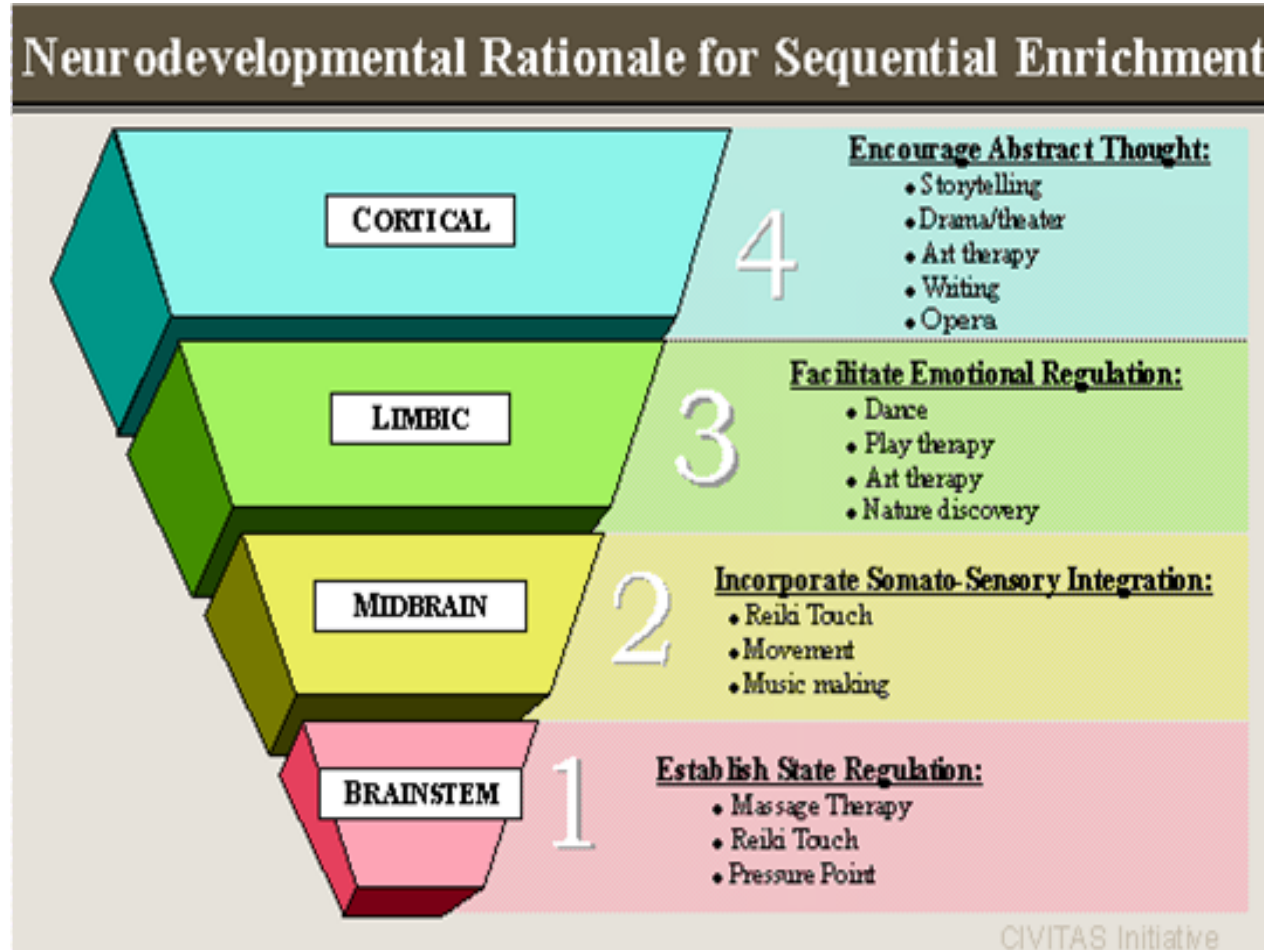 Neurodevelopmental Rationale for Sequential Enrichment
CORTICAL
4
Encourage Abstract Thought:
• Storytelling
• Drama/theater
• Art therapy
• Writing
• Opera
LIMBIC
3
Facilitate Emotional Regulation:
• Dance
• Play therapy
• Art therapy
• Nature discovery
MIDBRAIN
2
Incorporate Somato-Sensory Integration:
• Reiki Touch
• Movement
• Music making
BRAINSTEM
1
Establish State Regulation:
• Massage Therapy
• Reiki Touch
• Pressure Point
CIVITAS Initiative